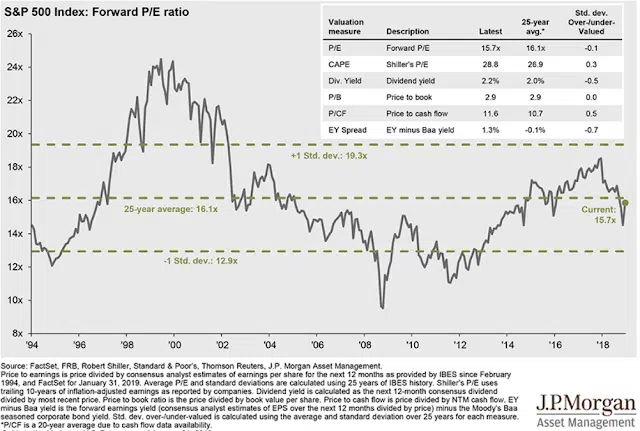 S&P 500 Index: Forward P/E ratio
Valuation measure Description Latest 25-year avg.* Std. dev. Over-/under-Valued
P/E Forward P/E 15.7x 16.1x -0.1
CAPE Shiller's P/E 28.8 26.9 0.3
Div. Yield Dividend yield 2.2% 2.0% -0.5
P/B Price to book 2.9 2.9 0.0
P/CF Price to cash flow 11.6 10.7 0.5
EY Spread EY minus Baa yield 1.3% -0.1% -0.7
26x
24x
22x
20x
18x
16x
14x
12x
10x
8x
+1 Std. dev.: 19.3x
25-year average: 16.1x
Current:
15.7x
-1 Std. dev.: 12.9x
'94 '96 '98 '00 '02 '04 '06 '08 '10 '12 '14 '16 '18
Source: FactSet, FRB, Robert Shiller, Standard & Poor's, Thomson Reuters, J.P. Morgan Asset Management.
Price to earnings is price divided by consensus analyst estimates of earnings per share for the next 12 months as provided by IBES since February
1994, and FactSet for January 31, 2019. Average P/E and standard deviations are calculated using 25 years of IBES history. Shiller's P/E uses
trailing 10-years of inflation-adjusted earnings as reported by companies. Dividend yield is calculated as the next 12-month consensus dividend
divided by most recent price. Price to book ratio is the price divided by book value per share. Price to cash flow is price divided by NTM cash flow. EY
minus Baa yield is the forward earnings yield (consensus analyst estimates of EPS over the next 12 months divided by price) minus the Moody's Baa
seasoned corporate bond yield. Std. dev. over-/under-valued is calculated using the average and standard deviation over 25 years for each measure.
*P/CF is a 20-year average due to cash flow data availability.
J.P.Morgan
Asset Management